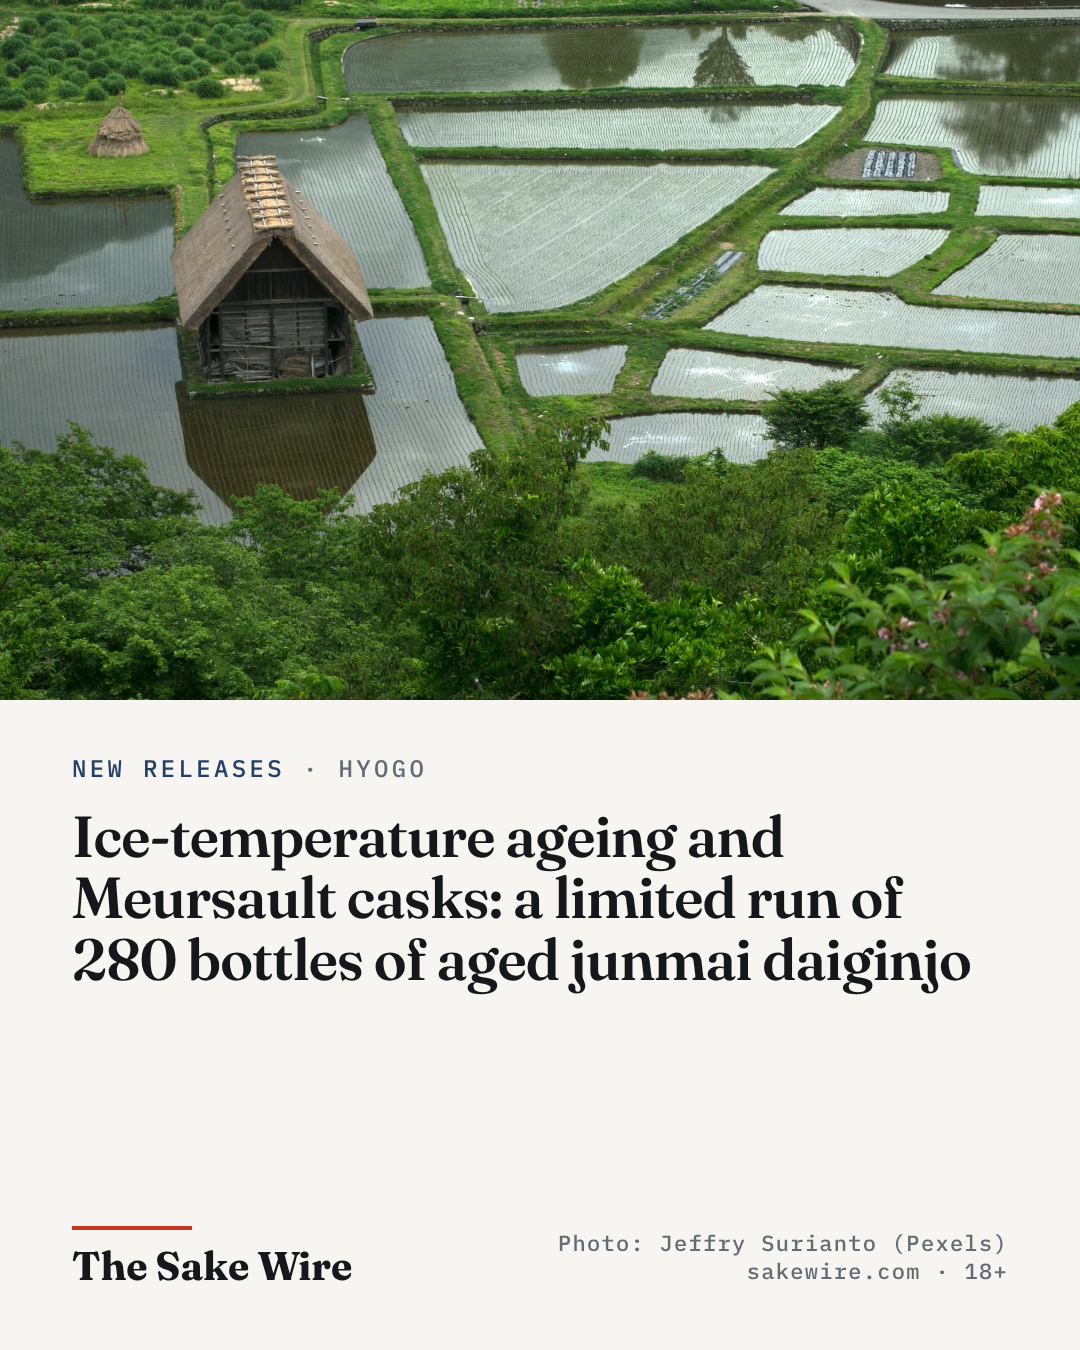 NEW RELEASES · HYOGO
Ice-temperature ageing and
Meursault casks: a limited run of
280 bottles of aged junmai daiginjo
The Sake Wire
Photo: Jeffry Surianto (Pexels)
sakewire.com · 18+